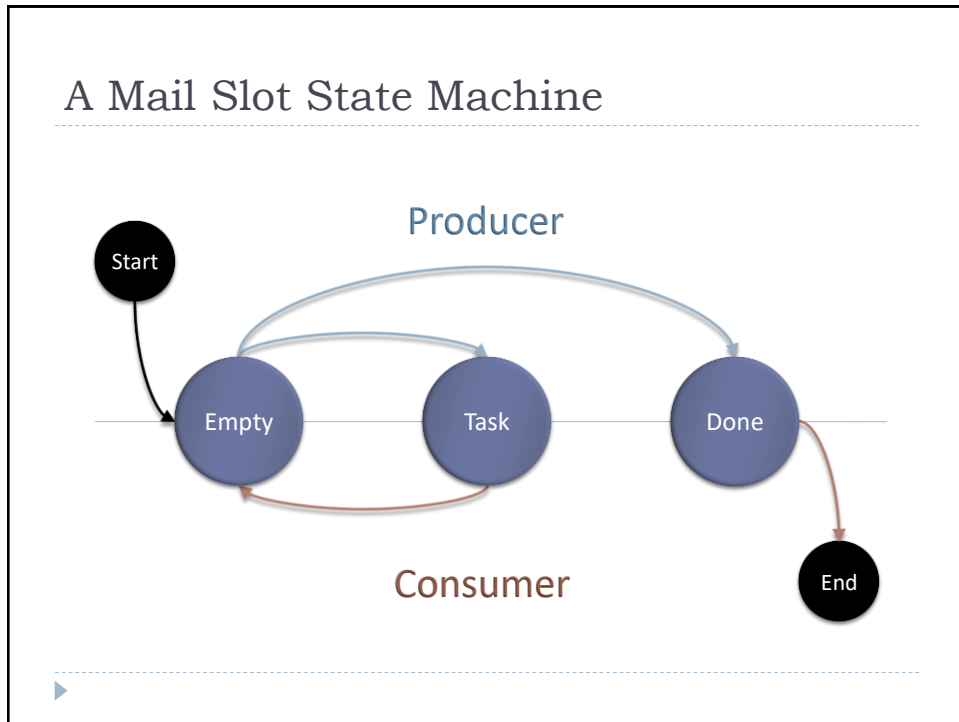 A Mail Slot State Machine
Producer
Start
Empty
Task
Done
Consumer
End